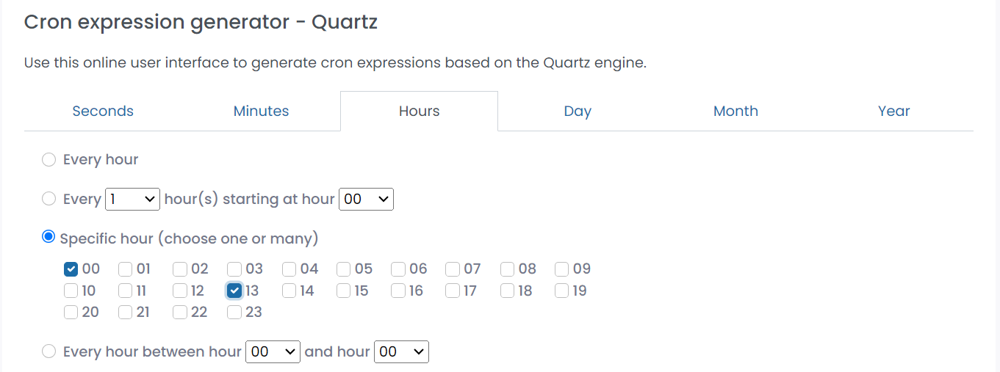 Cron expression generator - Quartz
Use this online user interface to generate cron expressions based on the Quartz engine.
Seconds Minutes Hours Day Month Year
Every hour
Every 1 hour(s) starting at hour 00
Specific hour (choose one or many)
00 01 02 03 04 05 06 07 08 09
10 11 12 13 14 15 16 17 18 19
20 21 22 23
Every hour between hour 00 and hour 00